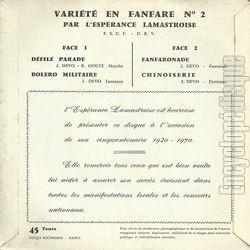 VARIÉTÉ EN FANFARE N° 2
PAR L'ESPÉRANCE LAMASTROISE
F. S. C. F. - U. R. V.
FACE 1
DÉFILÉ PARADE
J. DEVO - R. GOUTE Marche
BOLERO MILITAIRE
J. DEVO Fantaisie
FACE 2
FANFARONADE
J. DEVO - Fantaisie
CHINOISERIE
J. DEVO - Fantaisie
l'Espérance Lamastroise est heureuse
de présenter ce disque à l'occasion
de son cinquantenaire 1920 - 1970.
Elle remercie tous ceux qui ont bien voulu
lui aider à assurer son succès croissant dans
toutes les manifestations locales et les concours
nationaux.
45 Tours